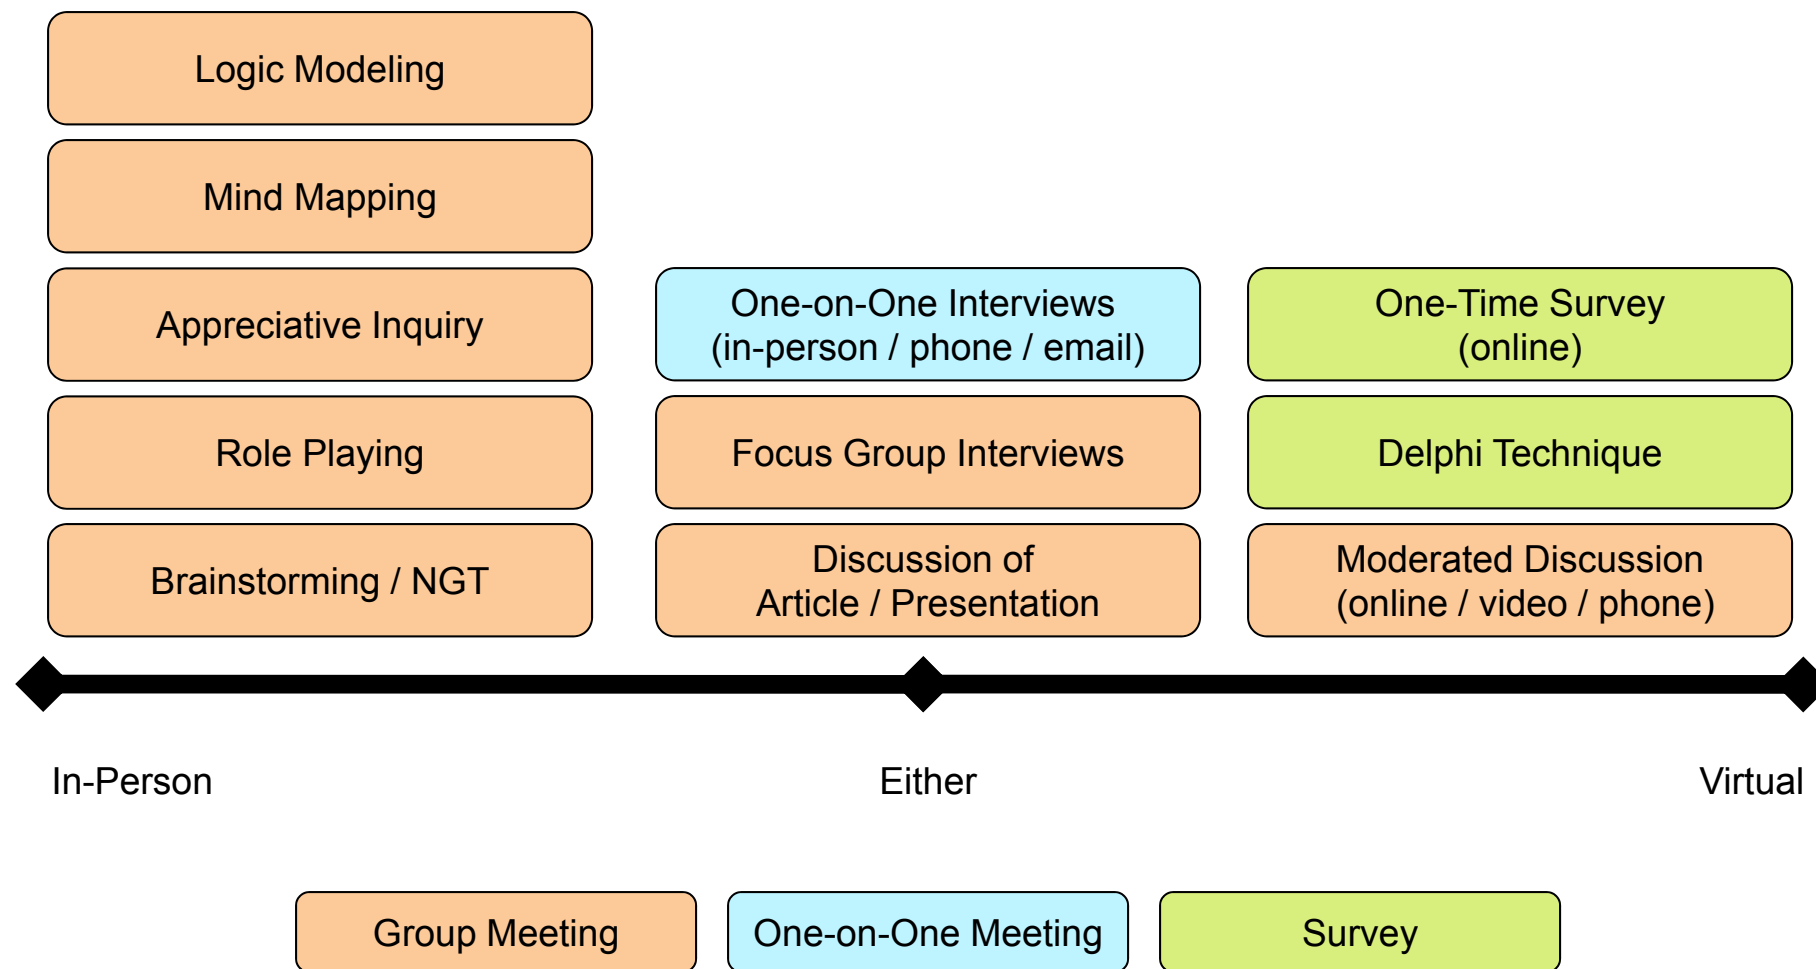 Logic Modeling
Mind Mapping
Appreciative Inquiry
Role Playing
Brainstorming / NGT
One-on-One Interviews
(in-person / phone / email)
Focus Group Interviews
Discussion of
Article / Presentation
One-Time Survey
(online)
Delphi Technique
Moderated Discussion
(online / video / phone)
In-Person
Either
Virtual
Group Meeting
One-on-One Meeting
Survey